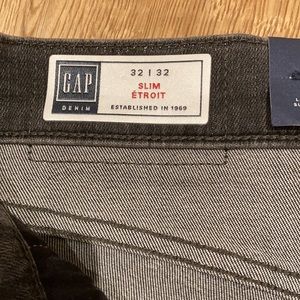 GAP
DENIM
32 | 32
SLIM
ÉTROIT
ESTABLISHED IN 1969